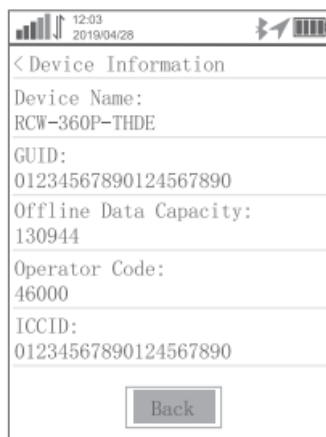 12:03
2019/04/28
< Device Information
Device Name:
RCW-360P-THDE
GUID:
01234567890124567890
Offline Data Capacity:
130944
Operator Code:
46000
ICCID:
01234567890124567890
Back